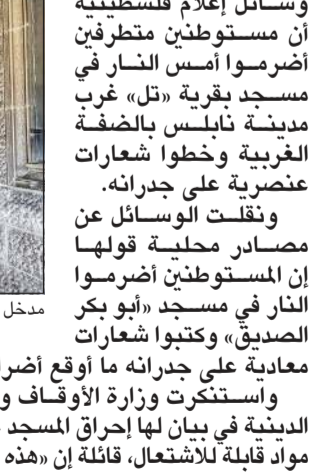 وسائل إعلام فلسطينية
أن مستوطنين متطرفين
أضرموا أمس النار في
مسجد بقرية «تل» غرب
مدينة نابلس بالضفة
الغربية وخطوا شعارات
عنصرية على جدرانه.
ونقلت الوسائل عن
مصادر محلية قولها
إن المستوطنين أضرموا
النار في مسجد «أبو بكر
مدخل
الصديق» وكتبوا شعارات
معادية على جدرانه ما أوقع أضرا
واستنكرت وزارة الأوقاف و
الدينية في بيان لها إحراق المسجد
مواد قابلة للاشتعال، قائلة إن «هذه